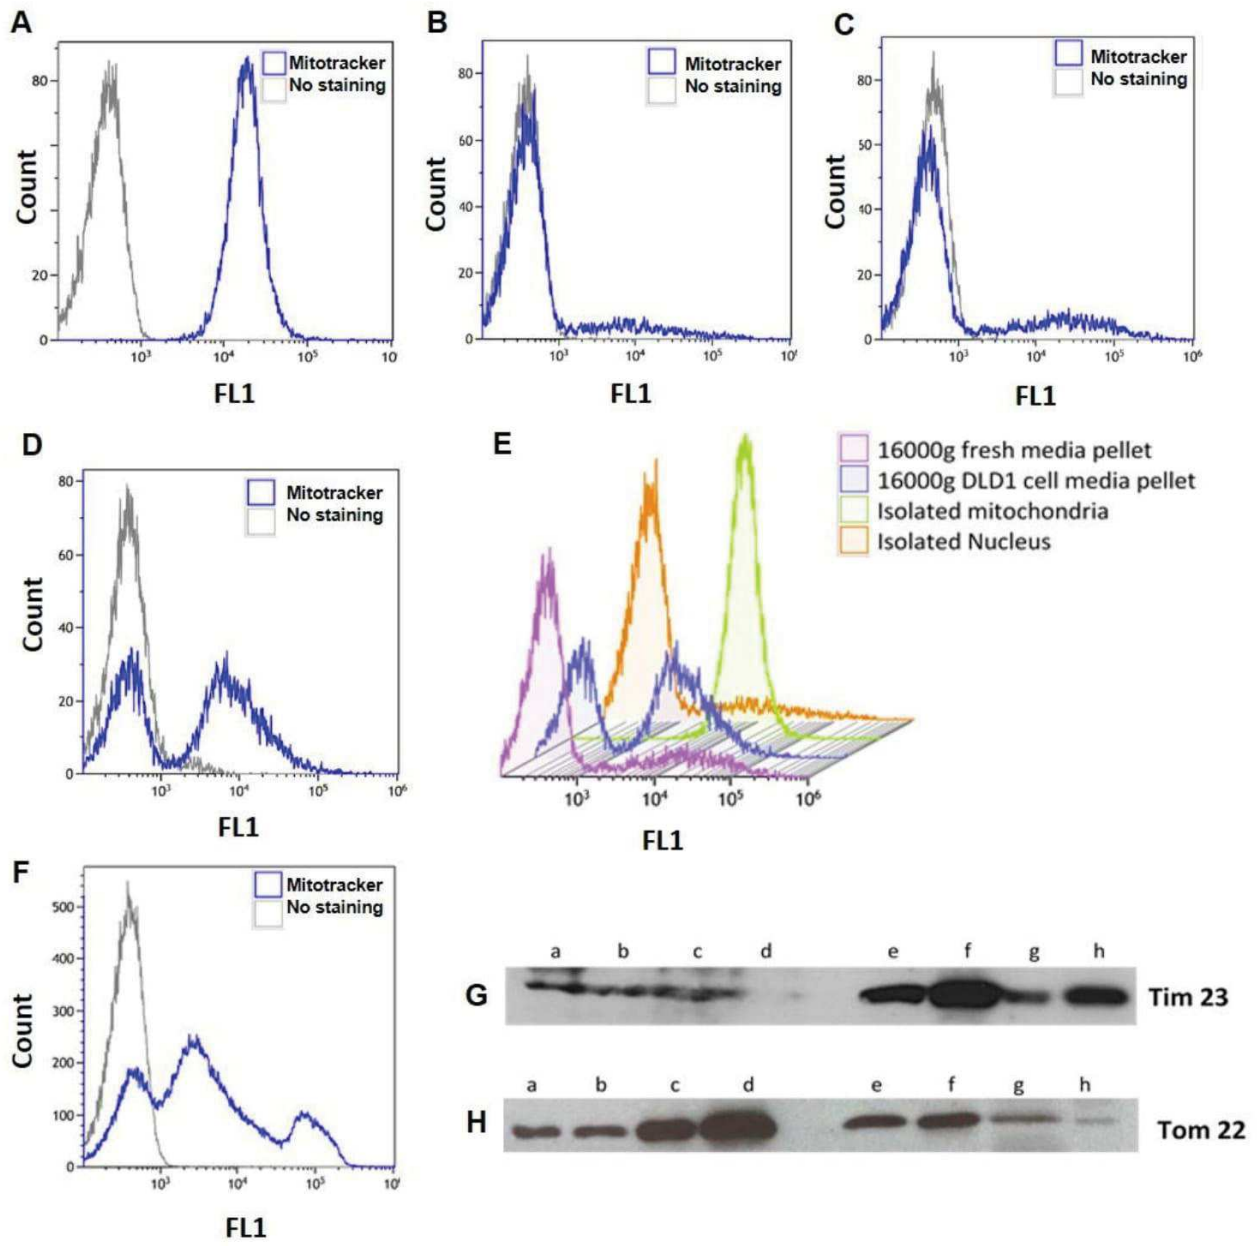 A
Mitotracker
No staining
Count
80
20
0
10³ 10⁴ 10⁵ 10
FL1
B
Mitotracker
No staining
Count
80
60
40
20
0
10³ 10⁴ 10⁵ 10⁶
FL1
C
Mitotracker
No staining
Count
80
60
40
20
0
10³ 10⁴ 10⁵ 10⁶
FL1
D
Mitotracker
No staining
Count
80
60
40
20
0
10³ 10⁴ 10⁵ 10⁶
FL1
E
16000g fresh media pellet
16000g DLD1 cell media pellet
Isolated mitochondria
Isolated Nucleus
10³ 10⁴ 10⁵ 10⁶
FL1
F
Mitotracker
No staining
Count
500
400
300
200
100
0
10³ 10⁴ 10⁵ 10⁶
FL1
a b c d e f g h
G Tim 23
a b c d e f g h
H Tom 22